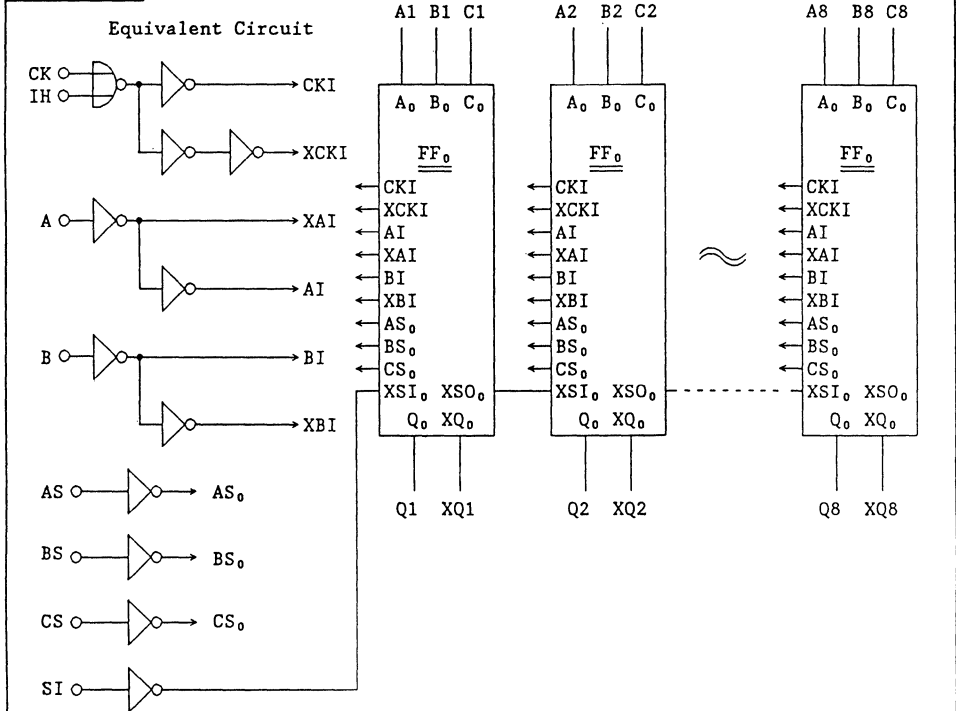 Equivalent Circuit
CK
IH
CKI
XCKI
A
XAI
AI
B
BI
XBI
AS AS₀
BS BS₀
CS CS₀
SI
A1 B1 C1
A₀ B₀ C₀
FF₀
CKI
XCKI
AI
XAI
BI
XBI
AS₀
BS₀
CS₀
XSI₀ XSO₀
Q₀ XQ₀
Q1 XQ1
A2 B2 C2
A₀ B₀ C₀
FF₀
CKI
XCKI
AI
XAI
BI
XBI
AS₀
BS₀
CS₀
XSI₀ XSO₀
Q₀ XQ₀
Q2 XQ2
A8 B8 C8
A₀ B₀ C₀
FF₀
CKI
XCKI
AI
XAI
BI
XBI
AS₀
BS₀
CS₀
XSI₀ XSO₀
Q₀ XQ₀
Q8 XQ8